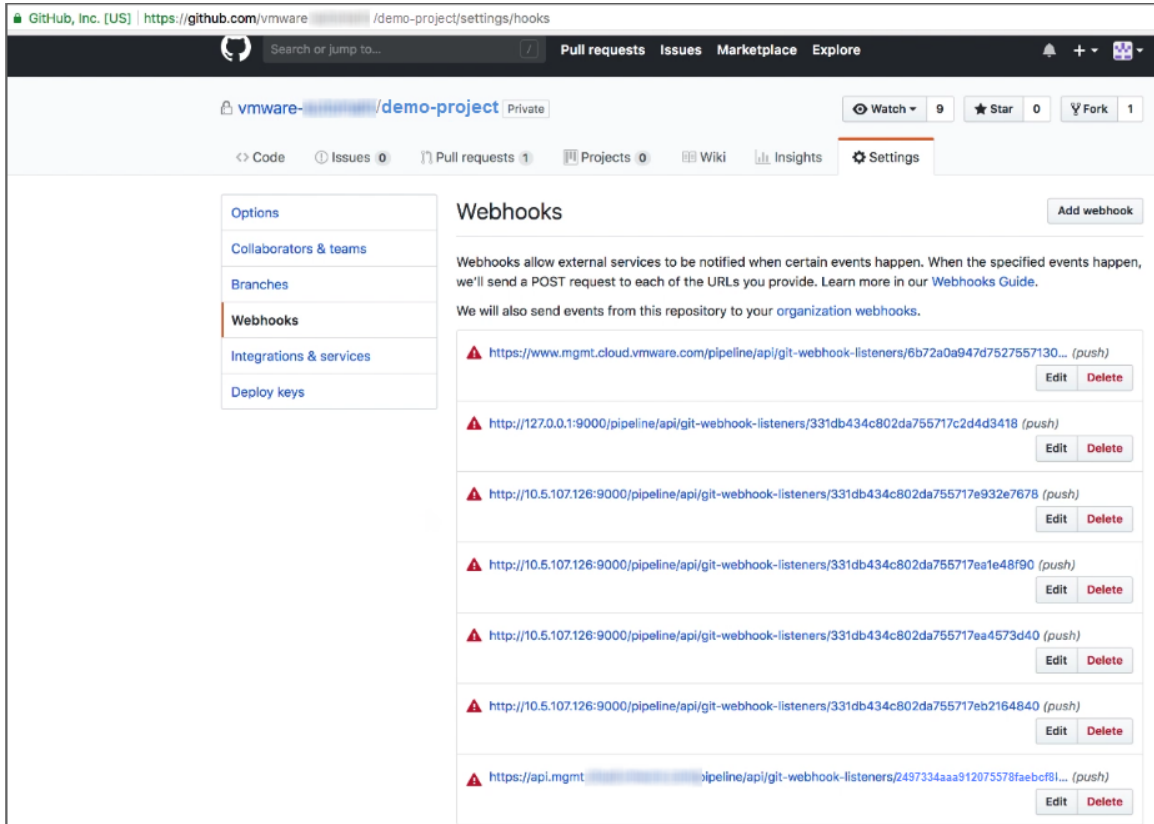 GitHub, Inc. [US] | https://github.com/vmware /demo-project/settings/hooks
Search or jump to... / Pull requests Issues Marketplace Explore
vmware- /demo-project Private Watch 9 Star 0 Fork 1
<> Code Issues 0 Pull requests 1 Projects 0 Wiki Insights Settings
Options
Collaborators & teams
Branches
Webhooks
Integrations & services
Deploy keys
Webhooks Add webhook
Webhooks allow external services to be notified when certain events happen. When the specified events happen,
we'll send a POST request to each of the URLs you provide. Learn more in our Webhooks Guide.
We will also send events from this repository to your organization webhooks.
https://www.mgmt.cloud.vmware.com/pipeline/api/git-webhook-listeners/6b72a0a947d7527557130... (push)
Edit Delete
http://127.0.0.1:9000/pipeline/api/git-webhook-listeners/331db434c802da755717c2d4d3418 (push)
Edit Delete
http://10.5.107.126:9000/pipeline/api/git-webhook-listeners/331db434c802da755717e932e7678 (push)
Edit Delete
http://10.5.107.126:9000/pipeline/api/git-webhook-listeners/331db434c802da755717ea1e48f90 (push)
Edit Delete
http://10.5.107.126:9000/pipeline/api/git-webhook-listeners/331db434c802da755717ea4573d40 (push)
Edit Delete
http://10.5.107.126:9000/pipeline/api/git-webhook-listeners/331db434c802da755717eb2164840 (push)
Edit Delete
https://api.mgmt pipeline/api/git-webhook-listeners/2497334aaa912075578faebcf8l... (push)
Edit Delete